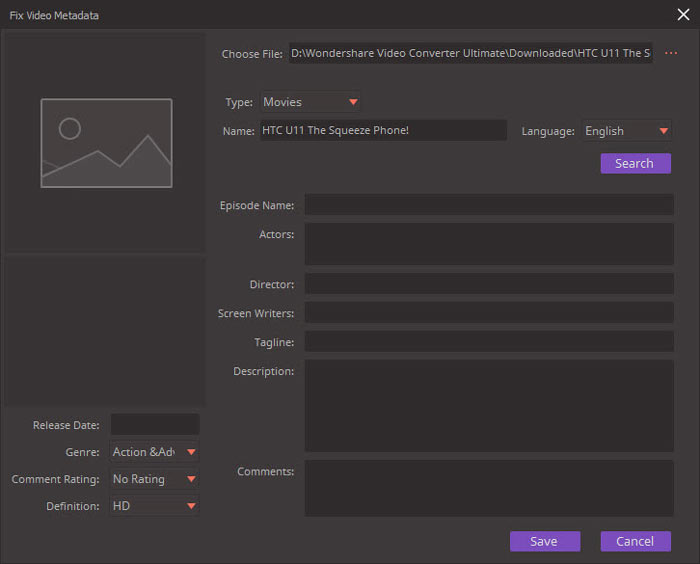 Fix Video Metadata
Choose File: D:\Wondershare Video Converter Ultimate\Downloaded\HTC U11 The S ...
Type: Movies
Name: HTC U11 The Squeeze Phone! Language: English
Search
Episode Name:
Actors:
Director:
Screen Writers:
Tagline:
Description:
Comments:
Release Date:
Genre: Action &Adv
Comment Rating: No Rating
Definition: HD
Save Cancel